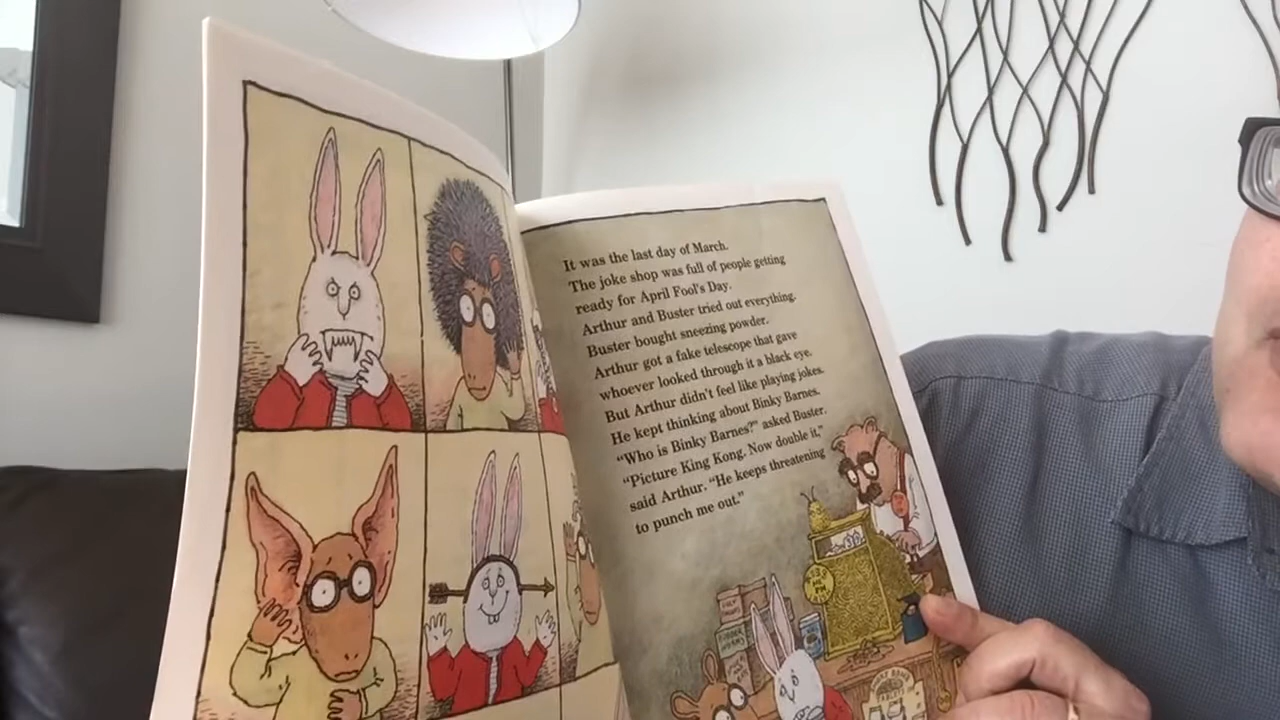 It was the last day of March.
The joke shop was full of people getting
ready for April Fool's Day.
Arthur and Buster tried out everything.
Buster bought sneezing powder.
Arthur got a fake telescope that gave
whoever looked through it a black eye.
But Arthur didn't feel like playing jokes.
He kept thinking about Binky Barnes.
"Who is Binky Barnes?" asked Buster.
"Picture King Kong. Now double it,"
said Arthur. "He keeps threatening
to punch me out."